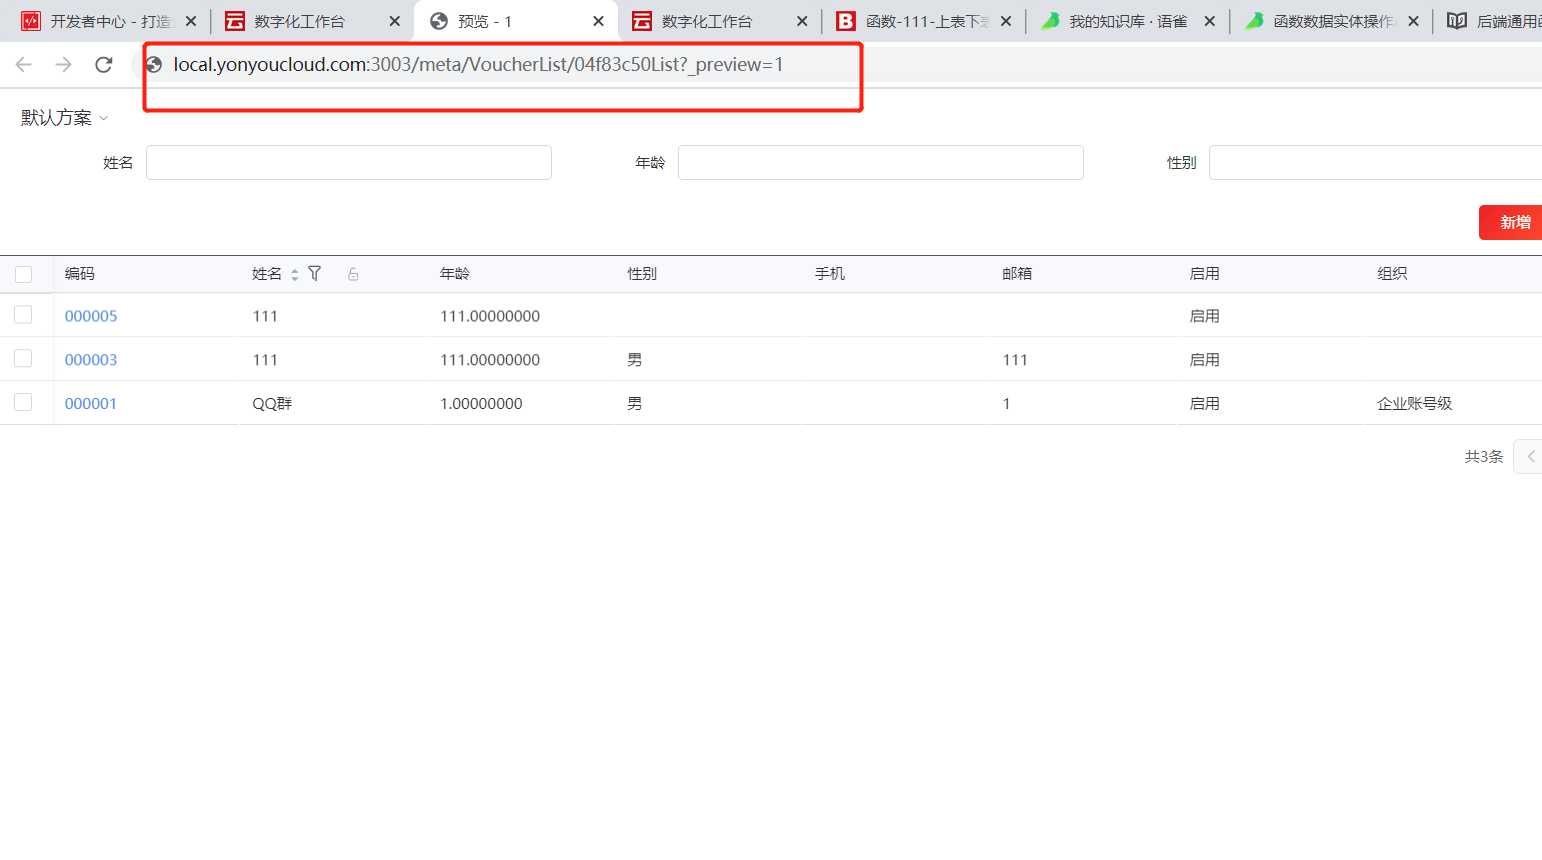 开发者中心 - 打造 数字化工作台 预览 - 1 数字化工作台 函数-111-上表下表 我的知识库 · 语雀 函数数据实体操作 后端通用
local.yonyoucloud.com:3003/meta/VoucherList/04f83c50List?_preview=1
默认方案
姓名 年龄 性别
新增
编码 姓名 年龄 性别 手机 邮箱 启用 组织
000005 111 111.00000000 启用
000003 111 111.00000000 男 111 启用
000001 QQ群 1.00000000 男 1 启用 企业账号级
共3条